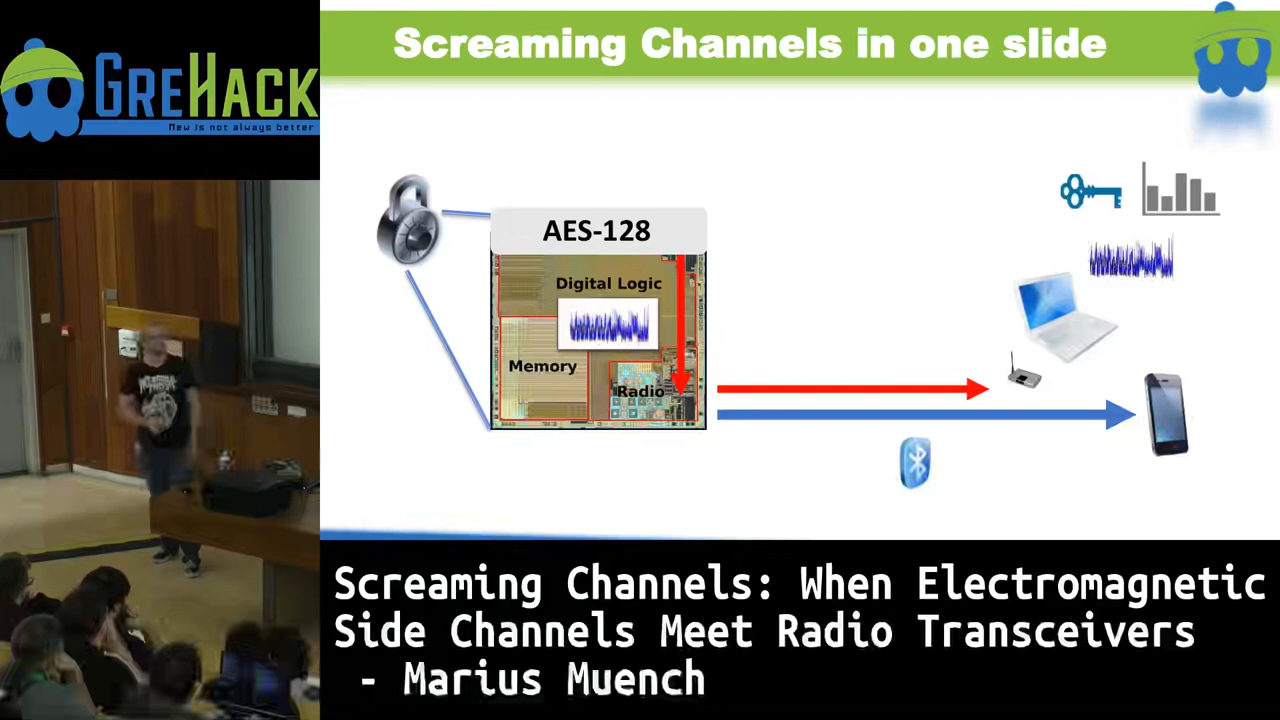 GREHACK
New is not always better
Screaming Channels in one slide
AES-128
Digital Logic
Memory
Radio
Screaming Channels: When Electromagnetic
Side Channels Meet Radio Transceivers
- Marius Muench